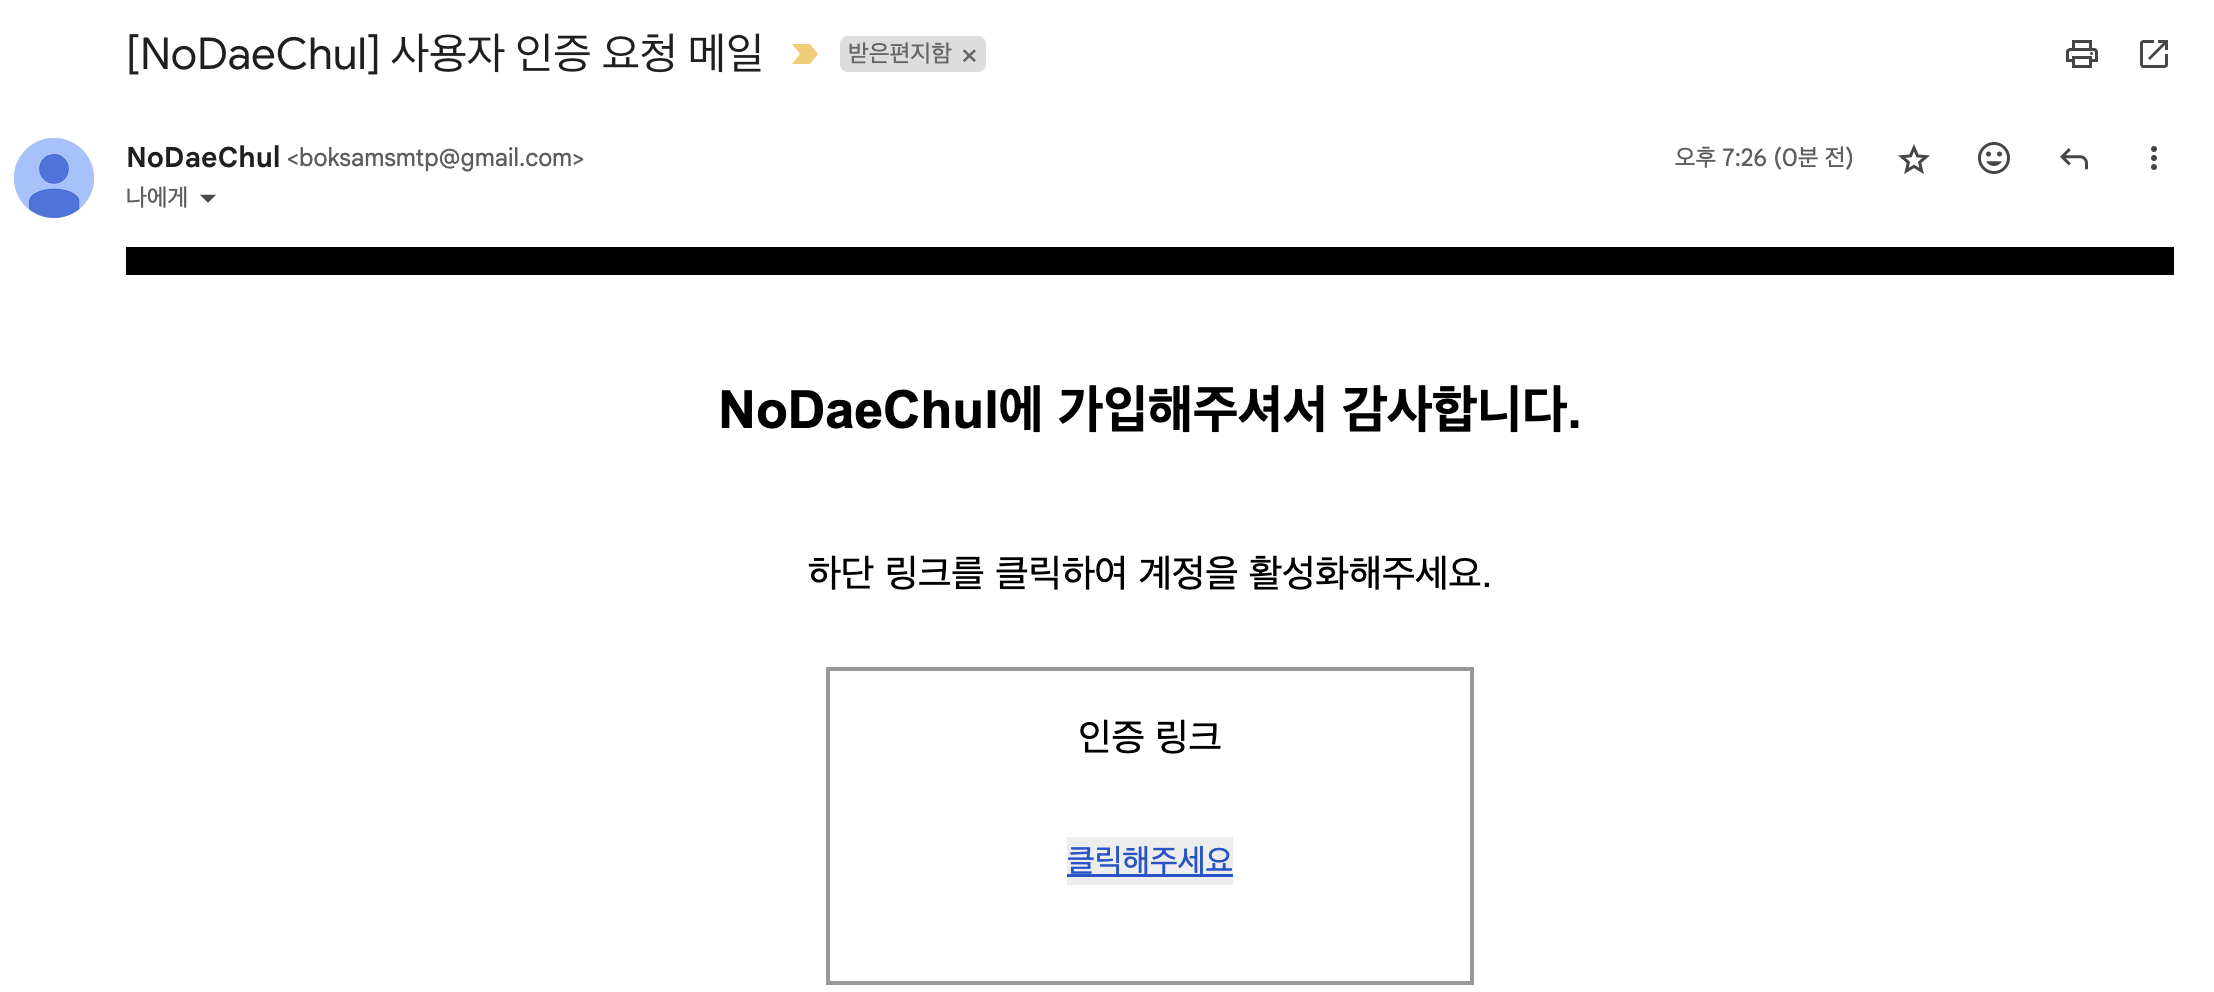 [NoDaeChul] 사용자 인증 요청 메일 받은편지함 ×
NoDaeChul <boksamsmtp@gmail.com> 오후 7:26 (0분 전)
나에게
NoDaeChul에 가입해주셔서 감사합니다.
하단 링크를 클릭하여 계정을 활성화해주세요.
인증 링크
클릭해주세요